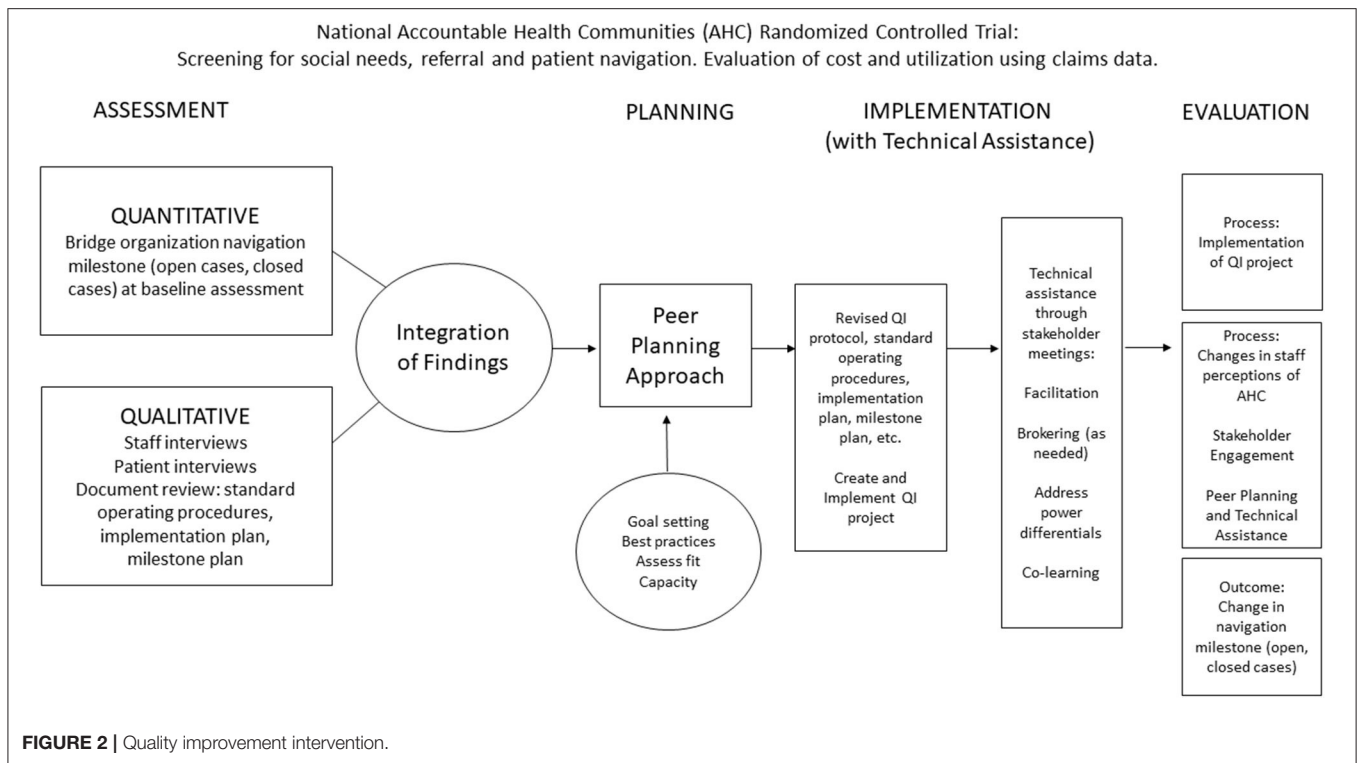 National Accountable Health Communities (AHC) Randomized Controlled Trial:
Screening for social needs, referral and patient navigation. Evaluation of cost and utilization using claims data.
ASSESSMENT
QUANTITATIVE
Bridge organization navigation
milestone (open cases, closed
cases) at baseline assessment
QUALITATIVE
Staff interviews
Patient interviews
Document review: standard
operating procedures,
implementation plan,
milestone plan
Integration
of Findings
PLANNING
Peer
Planning
Approach
Goal setting
Best practices
Assess fit
Capacity
IMPLEMENTATION
(with Technical Assistance)
Revised QI
protocol, standard
operating procedures,
implementation
plan, milestone
plan, etc.
Create and
Implement QI
project
Technical
assistance
through
stakeholder
meetings:
Facilitation
Brokering (as
needed)
Address
power
differentials
Co-learning
EVALUATION
Process:
Implementation
of QI project
Process:
Changes in staff
perceptions of
AHC
Stakeholder
Engagement
Peer Planning
and Technical
Assistance
Outcome:
Change in
navigation
milestone (open,
closed cases)
FIGURE 2 | Quality improvement intervention.